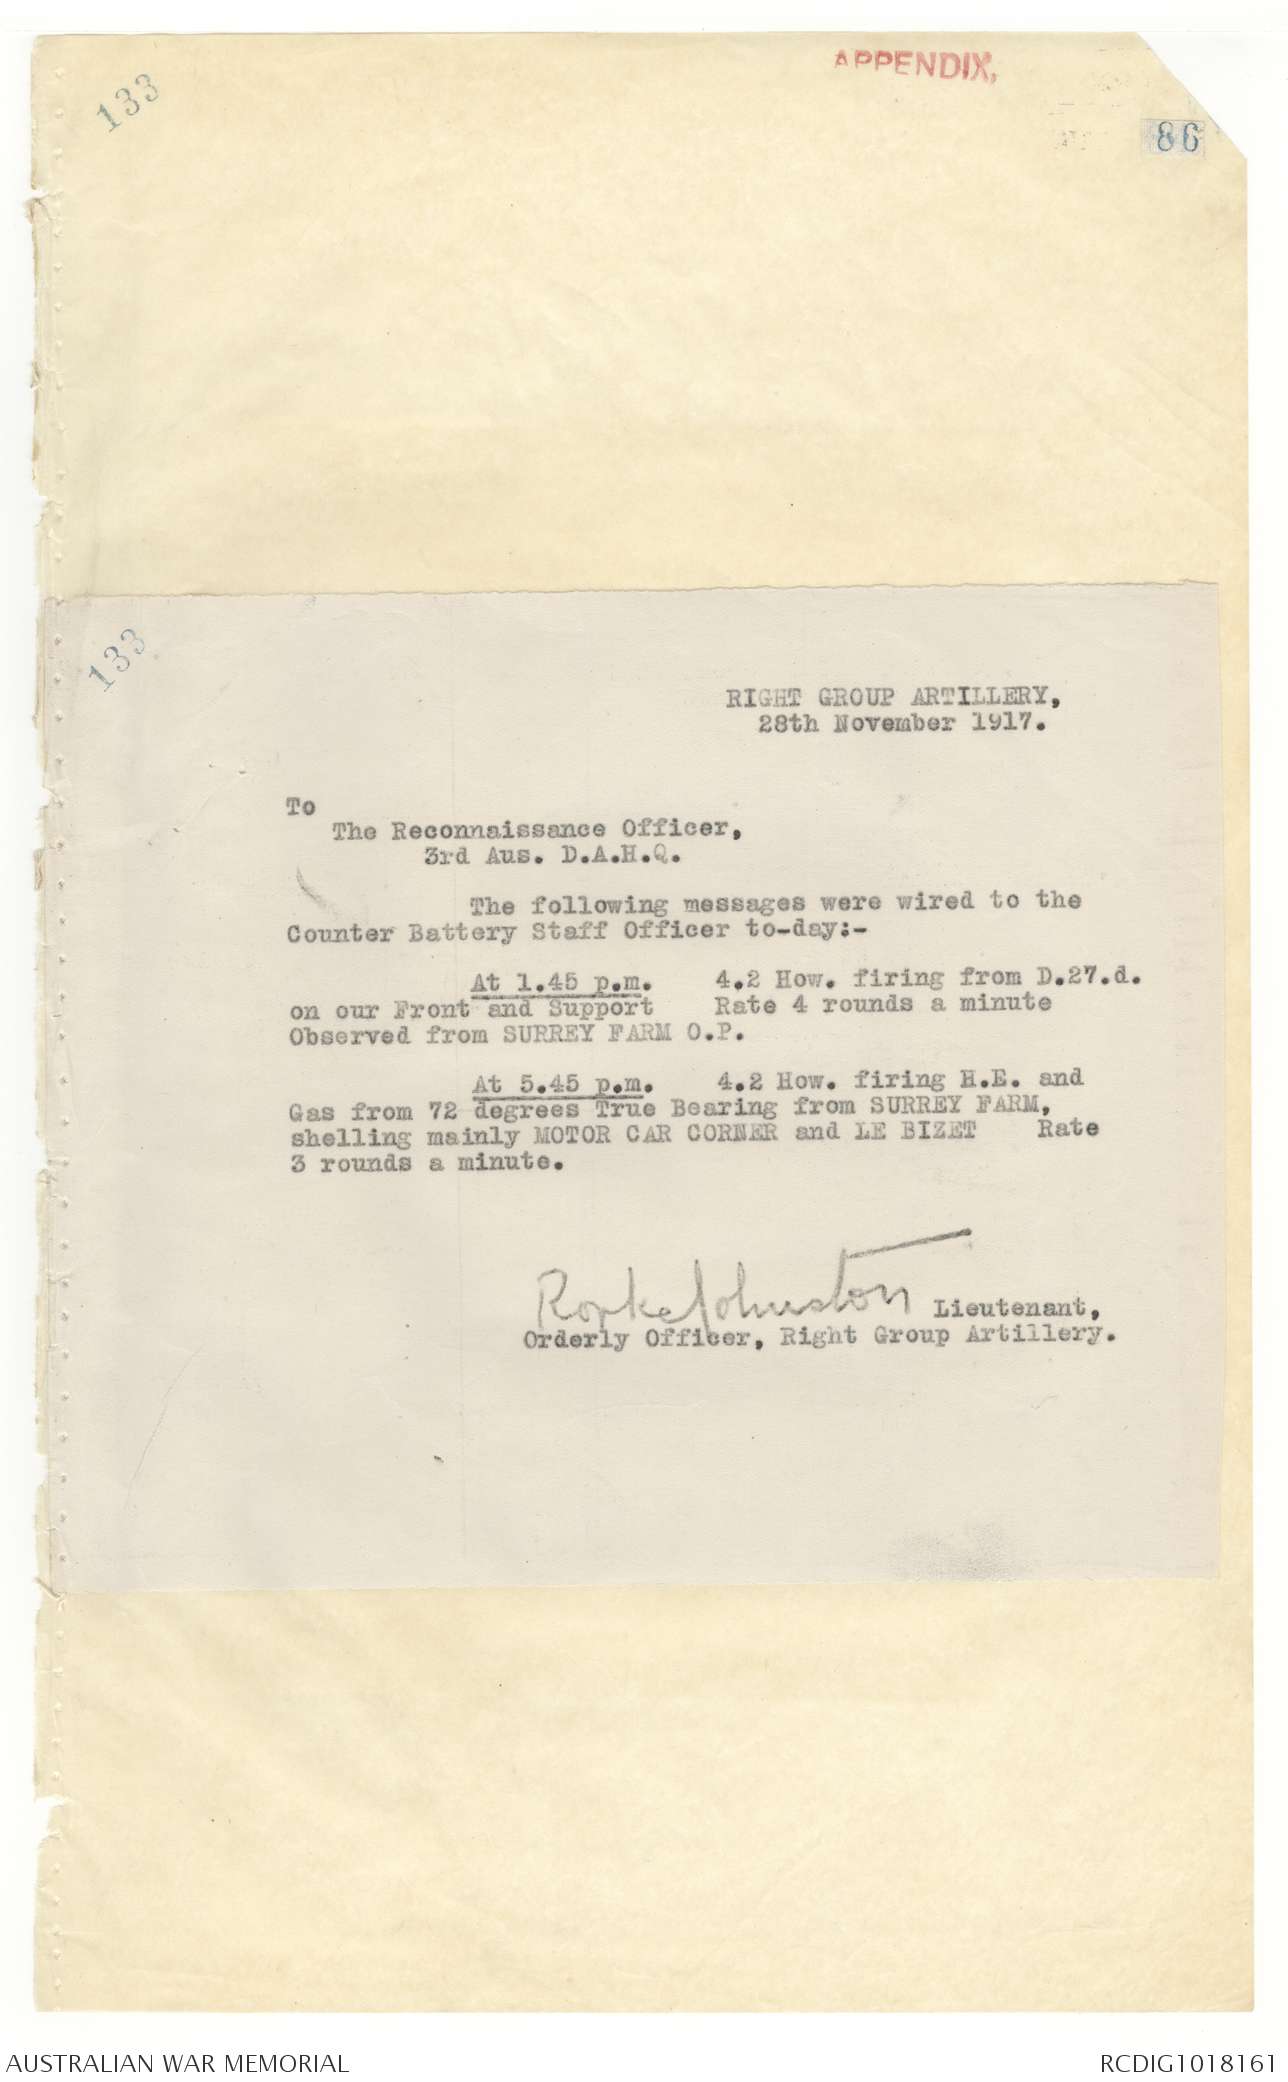 APPENDIX,
133
86
133
RIGHT GROUP ARTILLERY,
28th November 1917.
To
The Reconnaissance Officer,
3rd Aus. D.A.H.Q.
The following messages were wired to the
Counter Battery Staff Officer to-day:-
At 1.45 p.m. 4.2 How. firing from D.27.d.
on our Front and Support Rate 4 rounds a minute
Observed from SURREY FARM O.P.
At 5.45 p.m. 4.2 How. firing H.E. and
Gas from 72 degrees True Bearing from SURREY FARM,
shelling mainly MOTOR CAR CORNER and LE BIZET Rate
3 rounds a minute.
Rorke Johnston Lieutenant,
Orderly Officer, Right Group Artillery.
AUSTRALIAN WAR MEMORIAL
RCDIG1018161